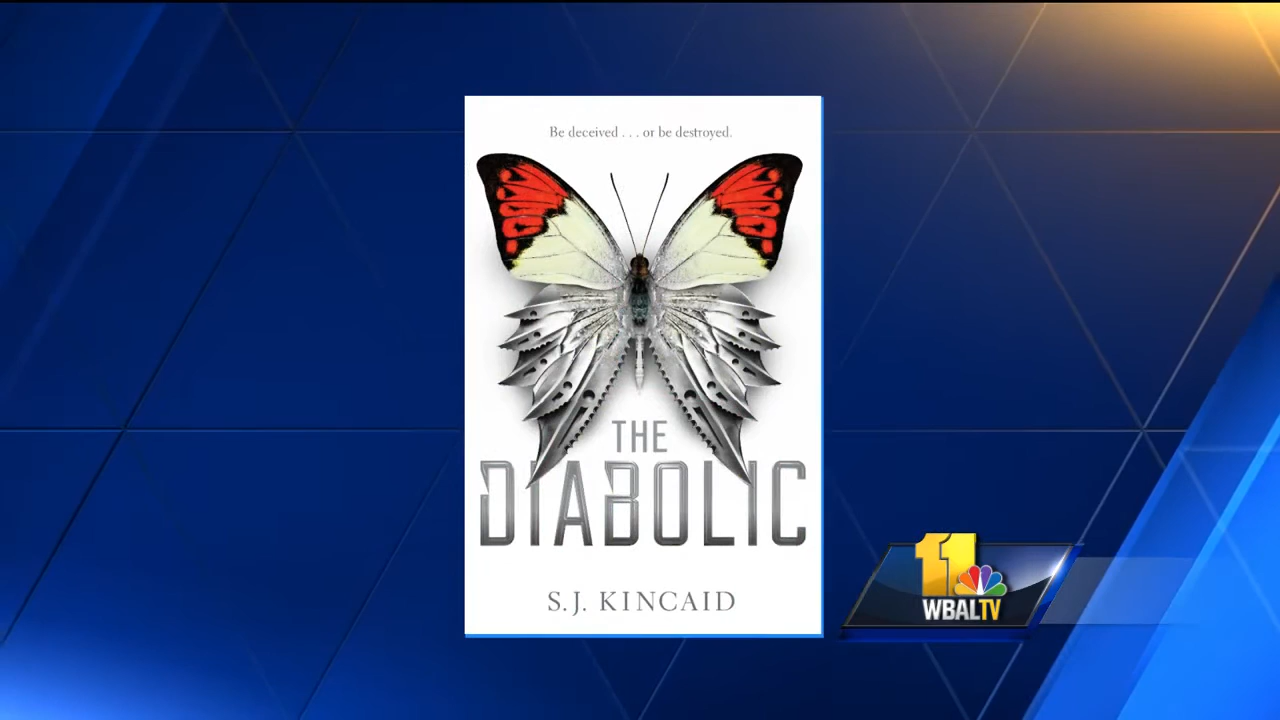 Be deceived . . . or be destroyed.
THE
DIABOLIC
S.J. KINCAID
11
WBALTV